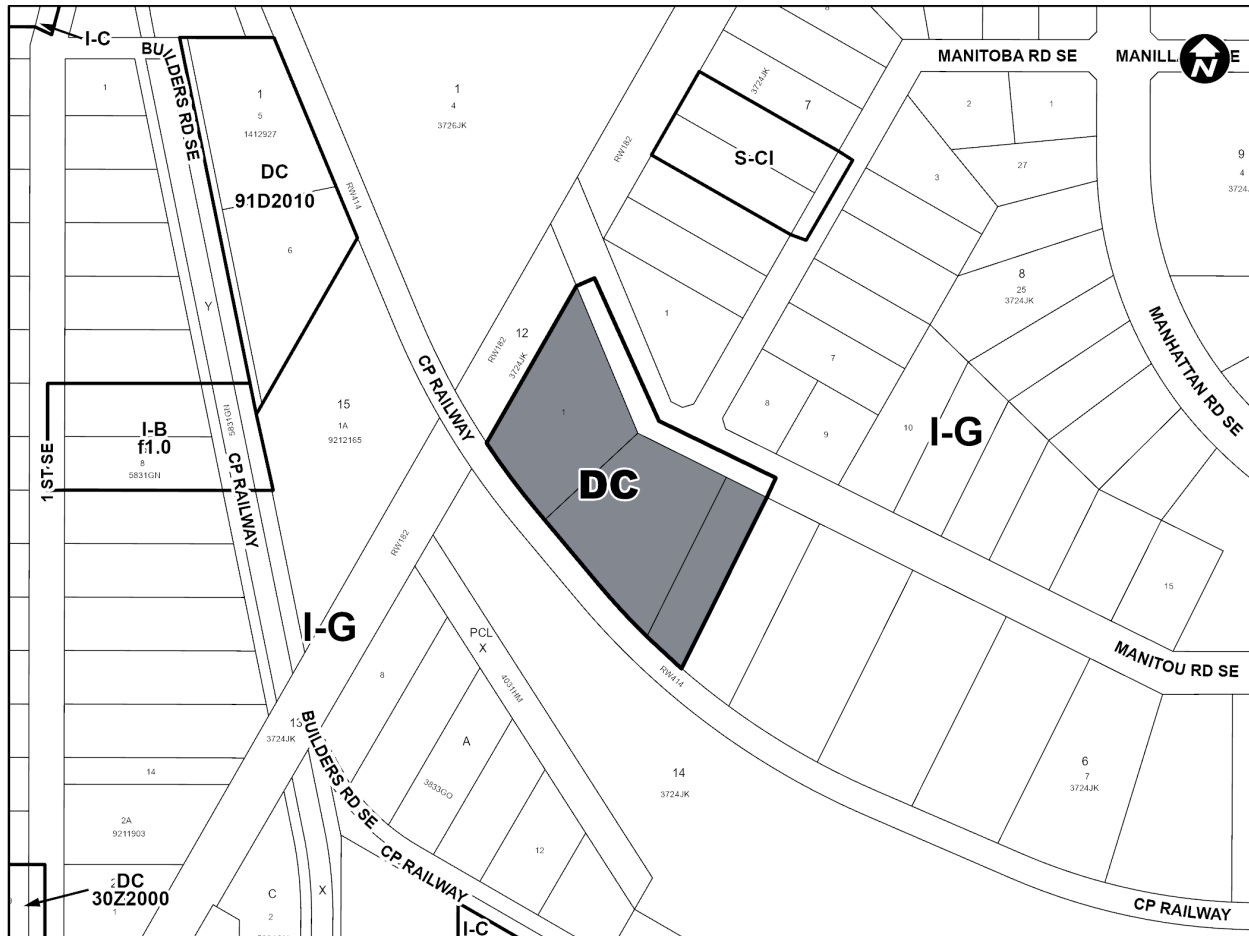 I-C
BUILDERS RD SE
1
1
5
1412927
DC
91D2010
6
RW414
1
4
3726JK
RW182
3724JK
7
S-CI
8
MANITOBA RD SE
N
2
1
27
3
9
4
8
25
3724JK
MANHATTAN RD SE
Y
12
3724JK
RW182
1
1
CP RAILWAY
7
8
9
10
I-G
15
1 ST SE
I-B
f1.0
8
5831GN
5831GN
CP RAILWAY
15
1A
9212165
DC
RW182
I-G
PCL
X
4031HM
RW414
MANITOU RD SE
8
13
3724JK
BUILDERS RD SE
A
3833GO
14
3724JK
6
7
3724JK
14
2A
9211903
12
DC
30Z2000
1
C
2
X
CP RAILWAY
I-C
CP RAILWAY